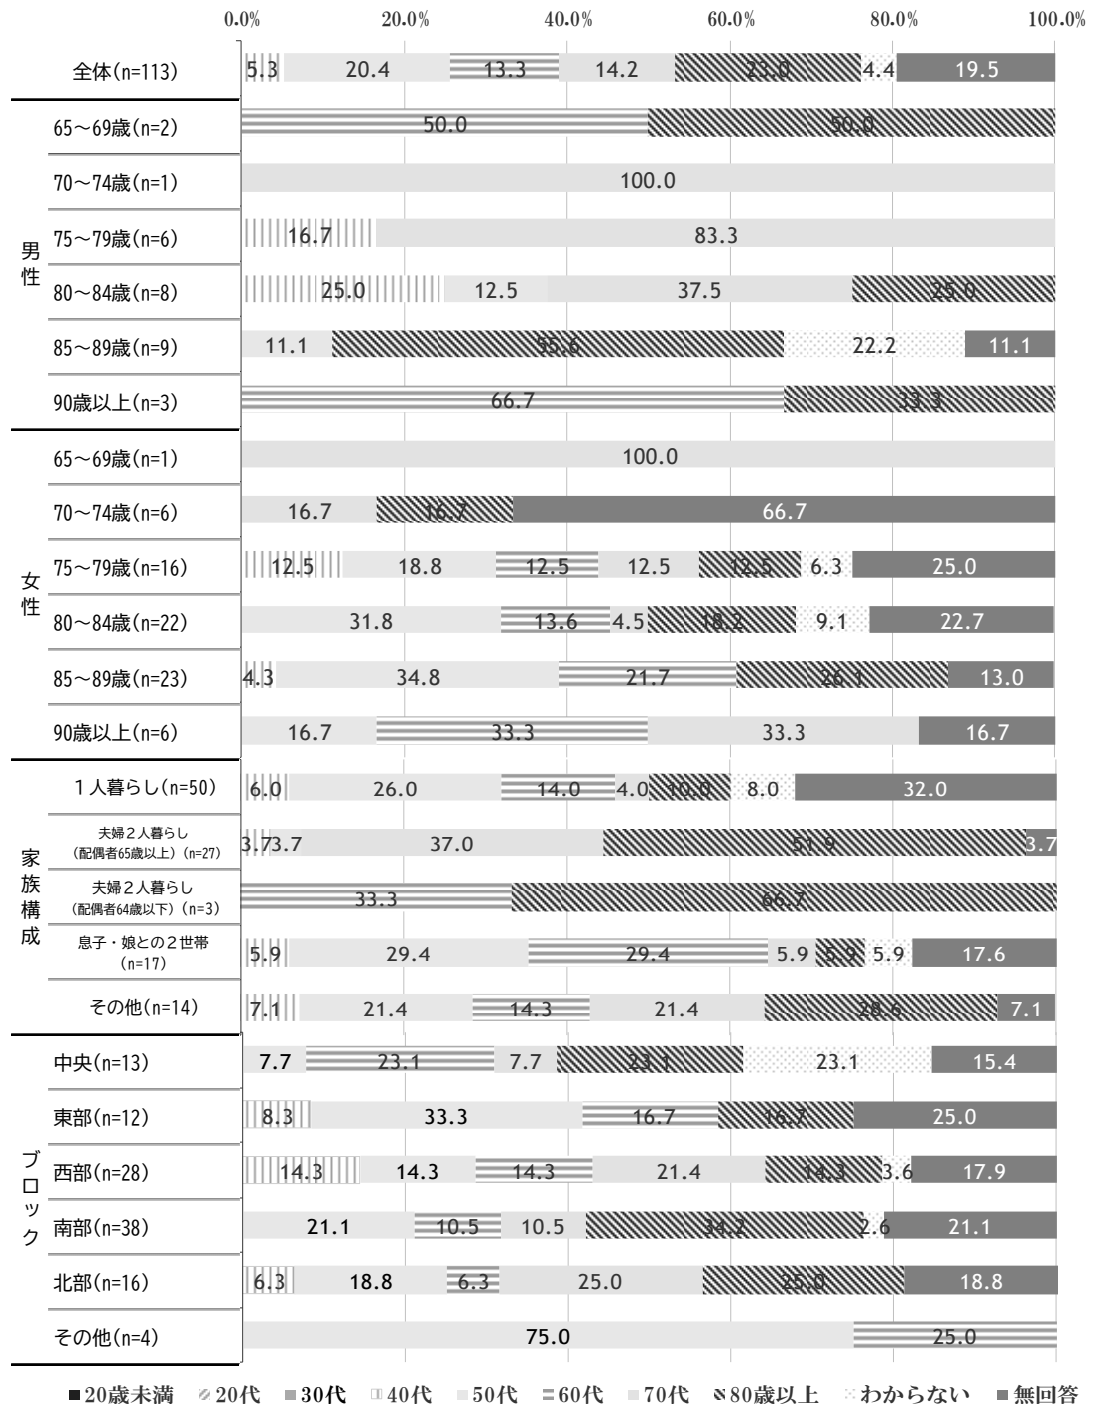 0.0% 20.0% 40.0% 60.0% 80.0% 100.0%
全体(n=113) 5.3 20.4 13.3 14.2 23.0 4.4 19.5
男性
65～69歳(n=2) 50.0 50.0
70～74歳(n=1) 100.0
75～79歳(n=6) 16.7 83.3
80～84歳(n=8) 25.0 12.5 37.5 25.0
85～89歳(n=9) 11.1 55.6 22.2 11.1
90歳以上(n=3) 66.7 33.3
女性
65～69歳(n=1) 100.0
70～74歳(n=6) 16.7 16.7 66.7
75～79歳(n=16) 12.5 18.8 12.5 12.5 12.5 6.3 25.0
80～84歳(n=22) 31.8 13.6 4.5 18.2 9.1 22.7
85～89歳(n=23) 4.3 34.8 21.7 26.1 13.0
90歳以上(n=6) 16.7 33.3 33.3 16.7
家族構成
１人暮らし(n=50) 6.0 26.0 14.0 4.0 10.0 8.0 32.0
夫婦２人暮らし
(配偶者65歳以上)(n=27) 3.7 3.7 37.0 51.9 3.7
夫婦２人暮らし
(配偶者64歳以下)(n=3) 33.3 66.7
息子・娘との２世帯
(n=17) 5.9 29.4 29.4 5.9 5.9 5.9 17.6
その他(n=14) 7.1 21.4 14.3 21.4 28.6 7.1
ブロック
中央(n=13) 7.7 23.1 7.7 23.1 23.1 15.4
東部(n=12) 8.3 33.3 16.7 16.7 25.0
西部(n=28) 14.3 14.3 14.3 21.4 14.3 3.6 17.9
南部(n=38) 21.1 10.5 10.5 34.2 2.6 21.1
北部(n=16) 6.3 18.8 6.3 25.0 25.0 18.8
その他(n=4) 75.0 25.0
20歳未満 20代 30代 40代 50代 60代 70代 80歳以上 わからない 無回答